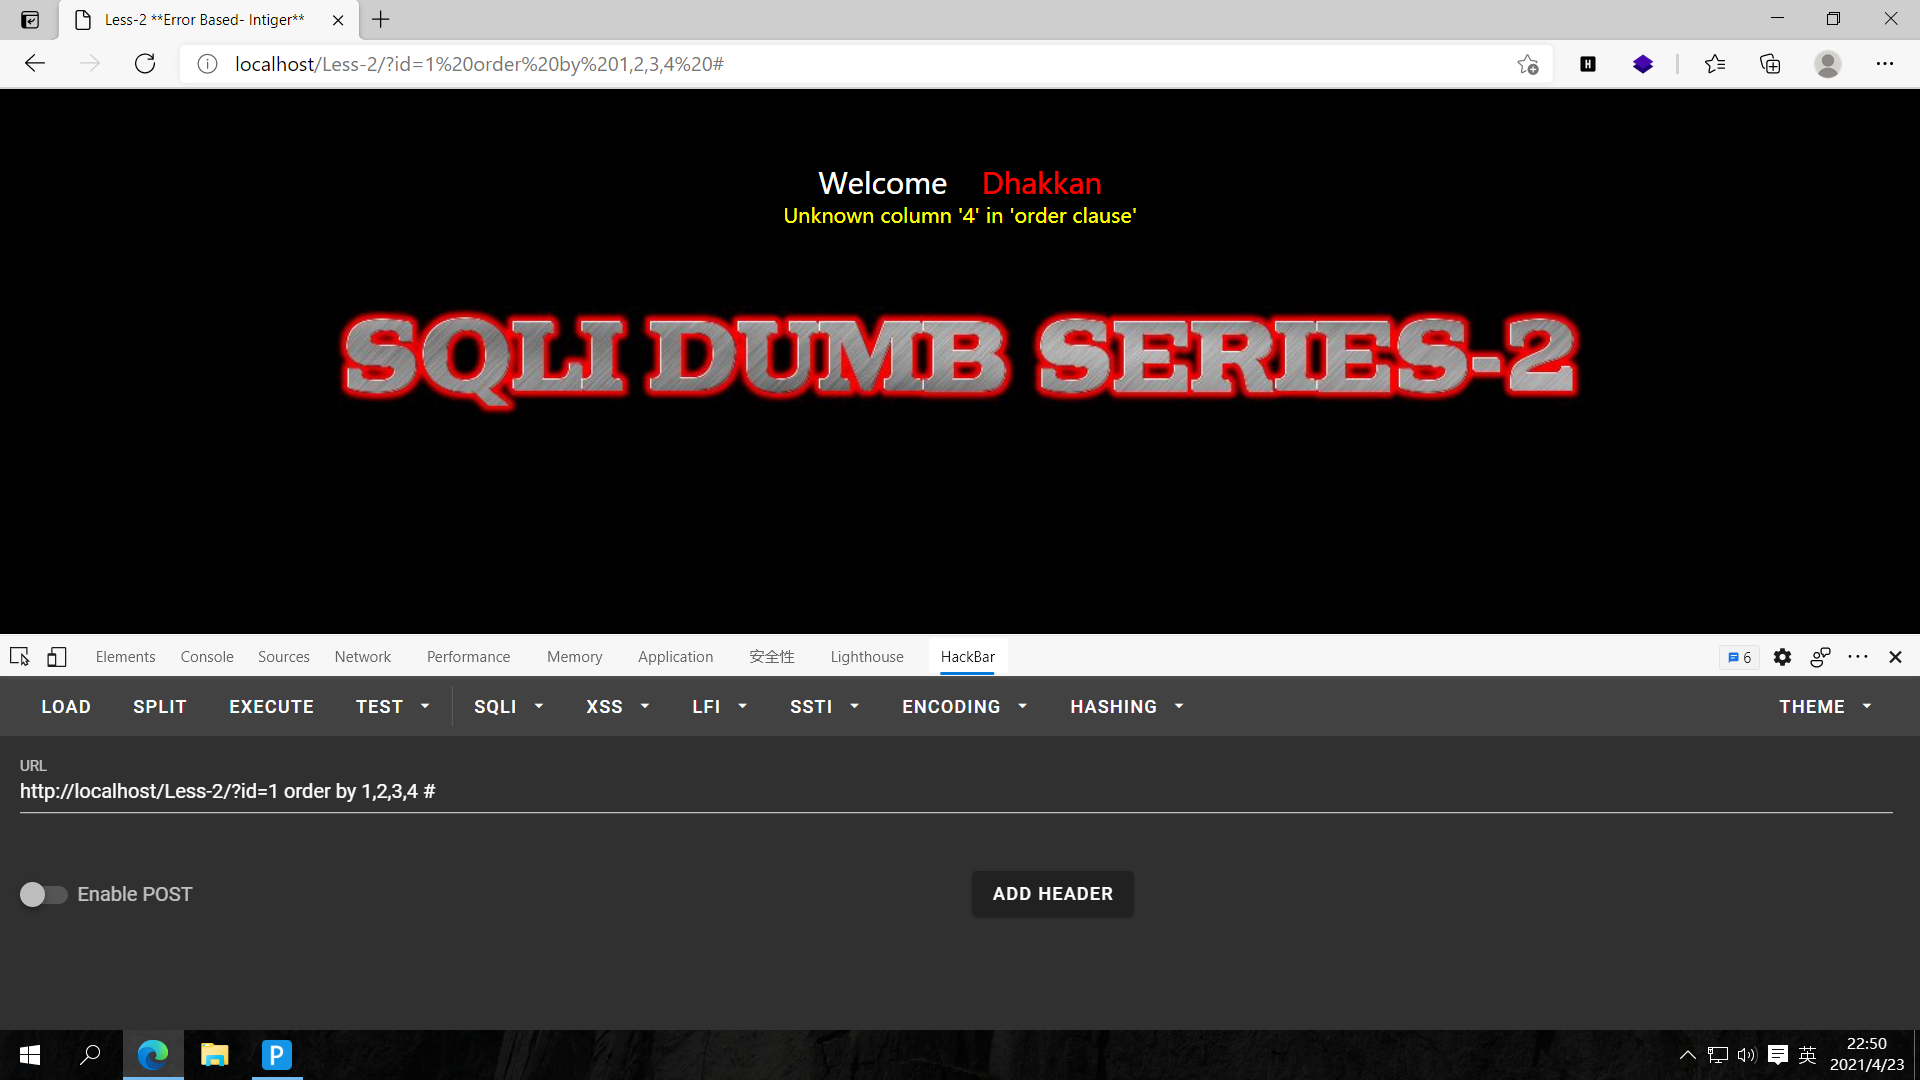 Less-2 **Error Based- Intiger**
localhost/Less-2/?id=1%20order%20by%201,2,3,4%20#
H
Welcome Dhakkan
Unknown column '4' in 'order clause'
SQLI DUMB SERIES-2
Elements Console Sources Network Performance Memory Application 安全性 Lighthouse HackBar 6
LOAD SPLIT EXECUTE TEST SQLI XSS LFI SSTI ENCODING HASHING THEME
URL
http://localhost/Less-2/?id=1 order by 1,2,3,4 #
Enable POST ADD HEADER
P 英 22:50
2021/4/23